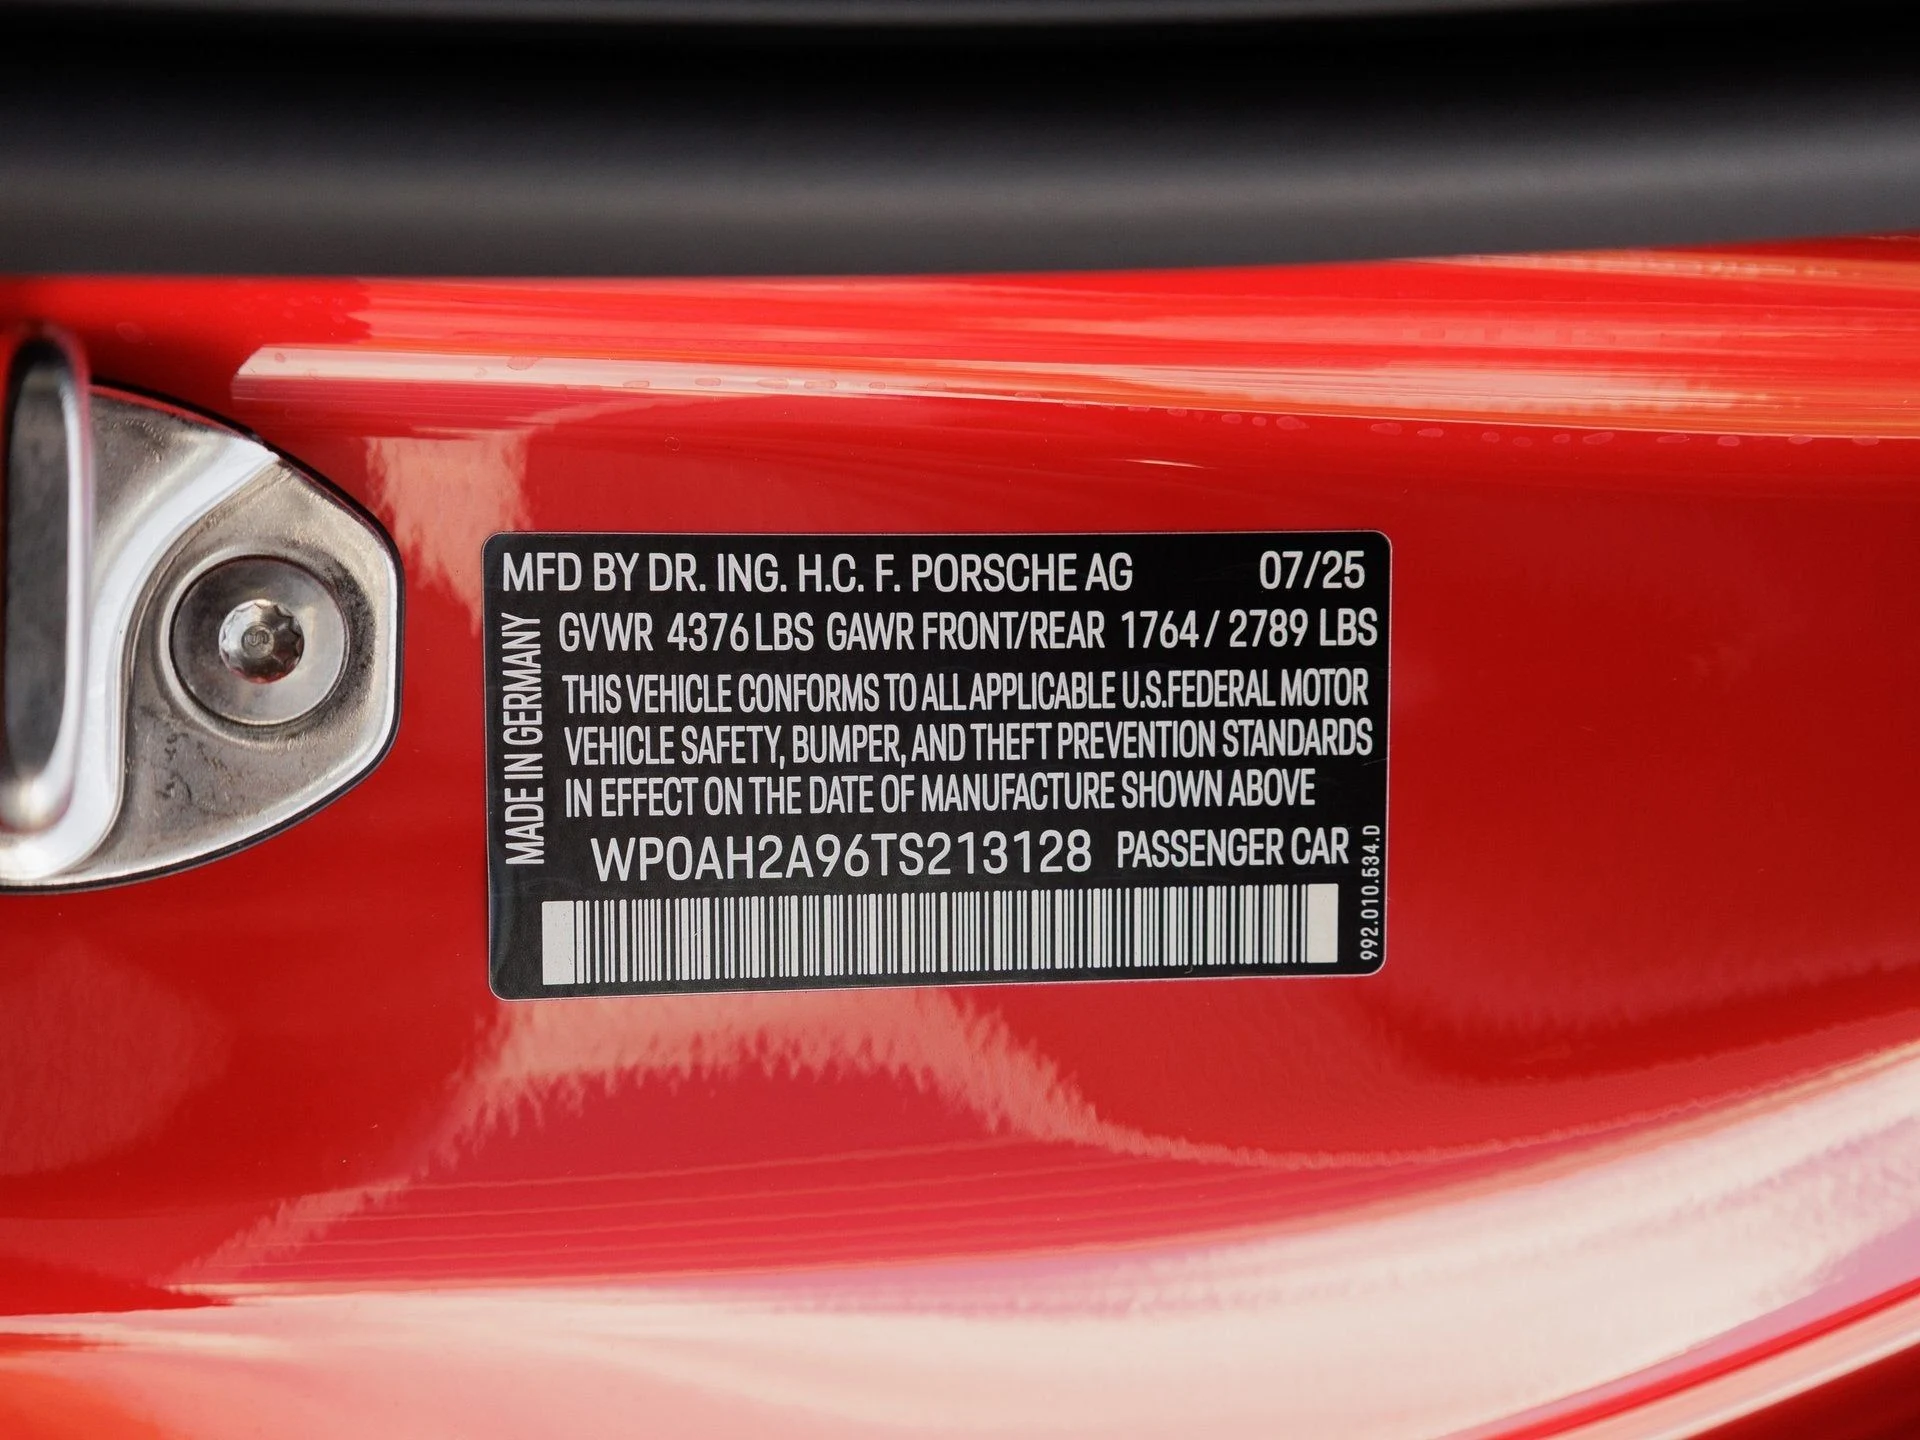 MFD BY DR. ING. H.C. F. PORSCHE AG 07/25
GVWR 4376 LBS GAWR FRONT/REAR 1764 / 2789 LBS
THIS VEHICLE CONFORMS TO ALL APPLICABLE U.S.FEDERAL MOTOR
VEHICLE SAFETY, BUMPER, AND THEFT PREVENTION STANDARDS
IN EFFECT ON THE DATE OF MANUFACTURE SHOWN ABOVE
WP0AH2A96TS213128 PASSENGER CAR
MADE IN GERMANY
992.010.534.D